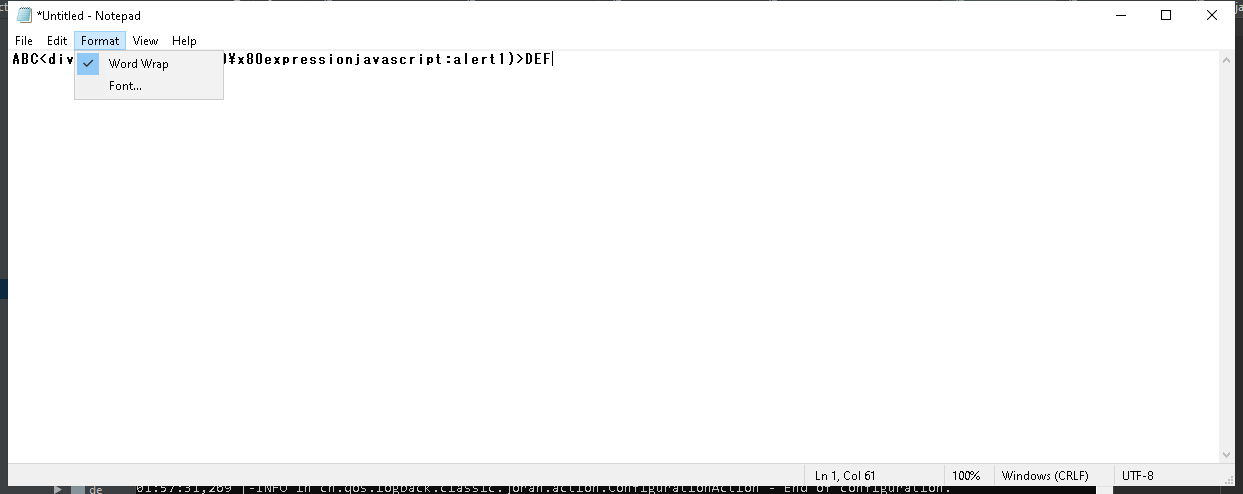 *Untitled - Notepad
File Edit Format View Help
ABC<div ¥x80expressionjavascript:alert1)>DEF
Word Wrap
Font...
Ln 1, Col 61 100% Windows (CRLF) UTF-8
de 01:57:31,269 |-INFO in ch.qos.logback.classic.joran.action.ConfigurationAction - End of configuration.